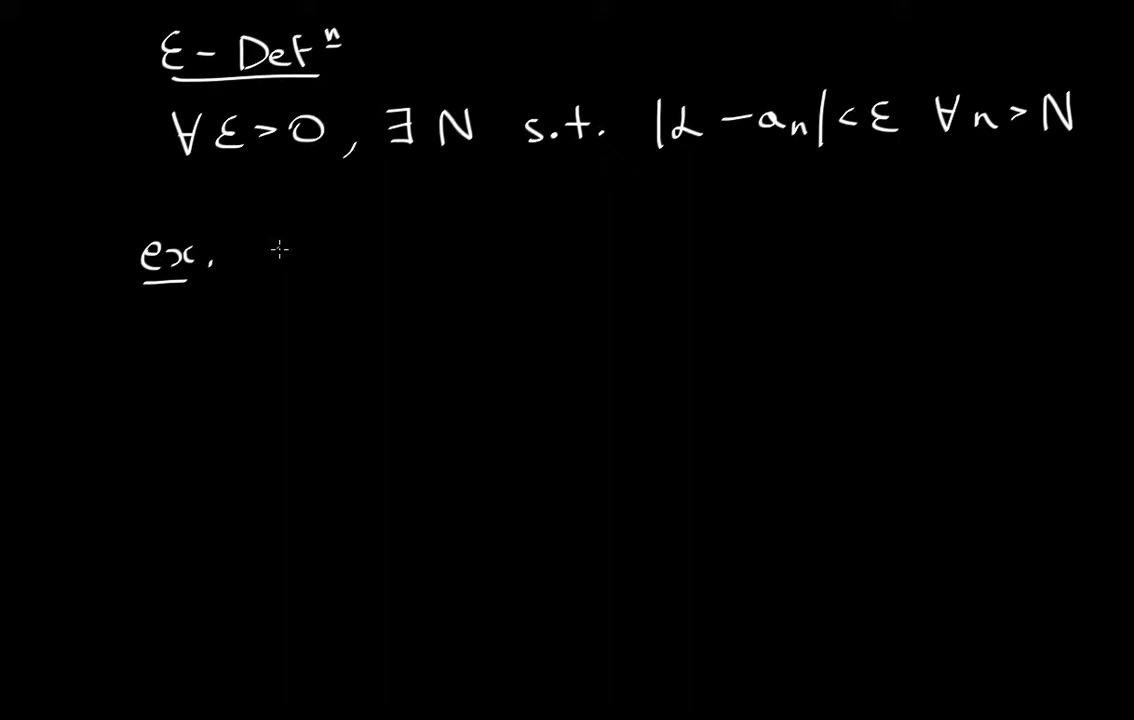 ε - Defⁿ
∀ ε > 0, ∃ N s.t. |L - aₙ| < ε ∀ n > N
ex.